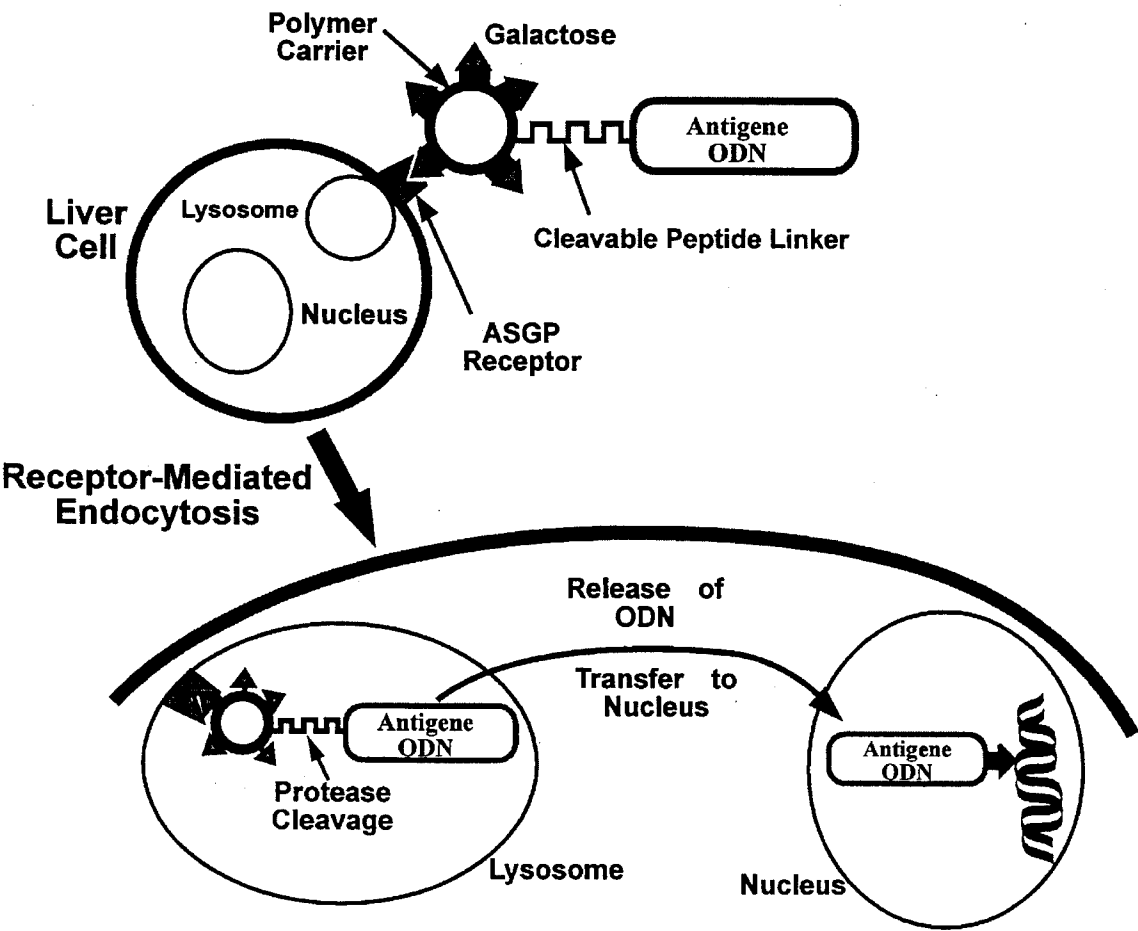 Polymer
Carrier
Galactose
Antigene
ODN
Liver
Cell
Lysosome
Cleavable Peptide Linker
Nucleus
ASGP
Receptor
Receptor-Mediated
Endocytosis
Release of
ODN
Transfer to
Nucleus
Antigene
ODN
Antigene
ODN
Protease
Cleavage
Lysosome
Nucleus